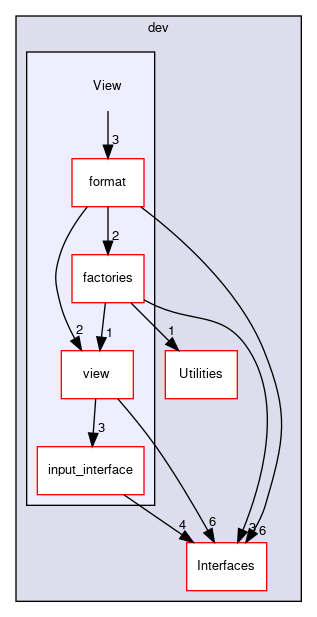 dev
View
3
format
2
factories
2
1
1
view
Utilities
3
input_interface
4
6
3
6
Interfaces